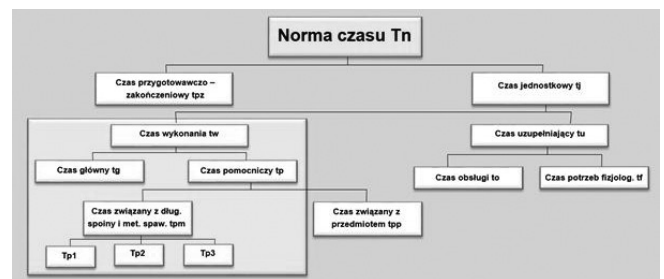 Norma czasu Tn
Czas przygotowawczo –
zakończeniowy tpz
Czas jednostkowy tj
Czas wykonania tw
Czas uzupełniający tu
Czas główny tg
Czas pomocniczy tp
Czas obsługi to
Czas potrzeb fizjolog. tf
Czas związany z dług.
spoiny i met. spaw. tpm
Czas związany z
przedmiotem tpp
Tp1
Tp2
Tp3